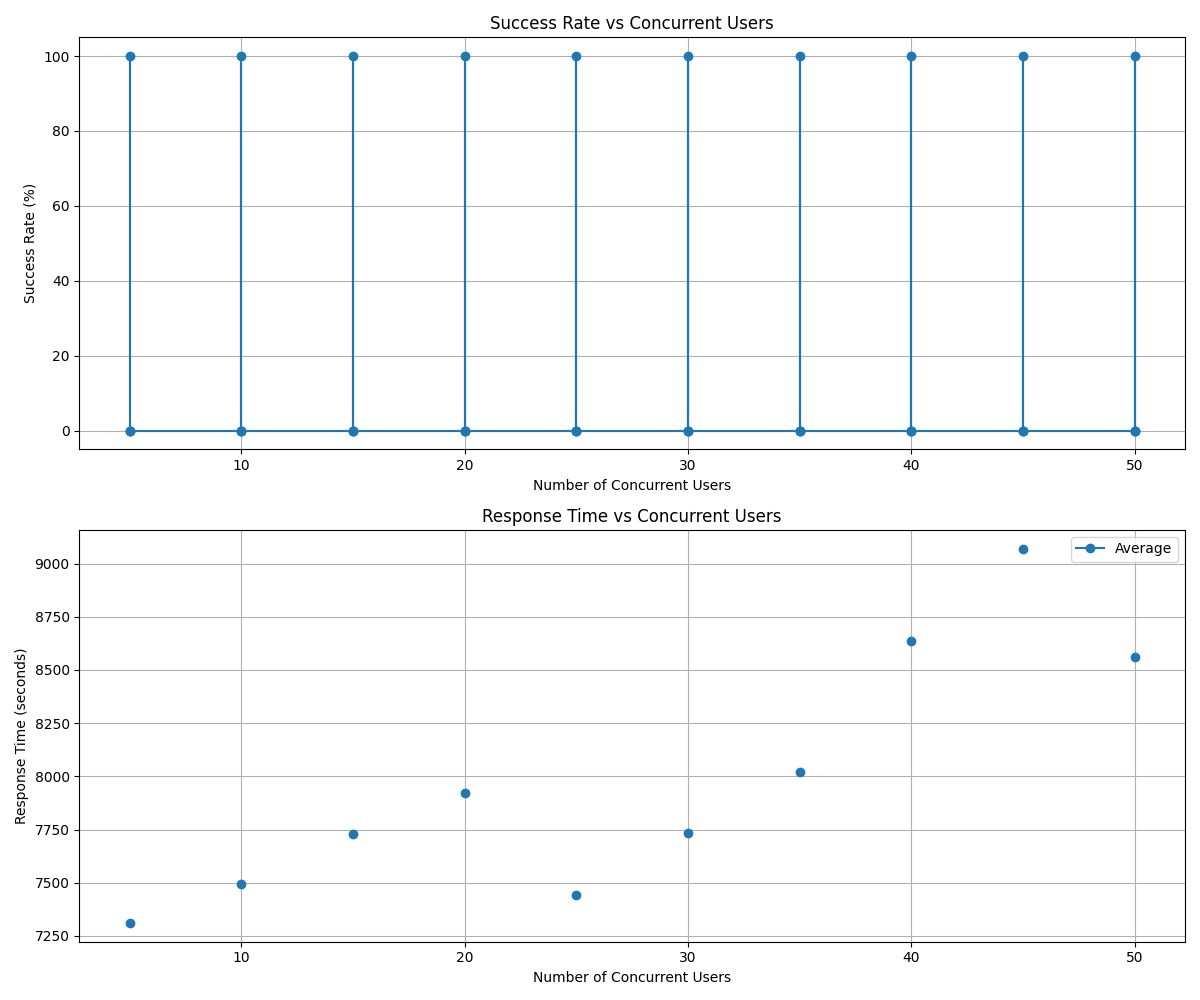 Success Rate vs Concurrent Users
100
80
60
40
20
0
Success Rate (%)
10 20 30 40 50
Number of Concurrent Users
Response Time vs Concurrent Users
Average
9000
8750
8500
8250
8000
7750
7500
7250
Response Time (seconds)
10 20 30 40 50
Number of Concurrent Users